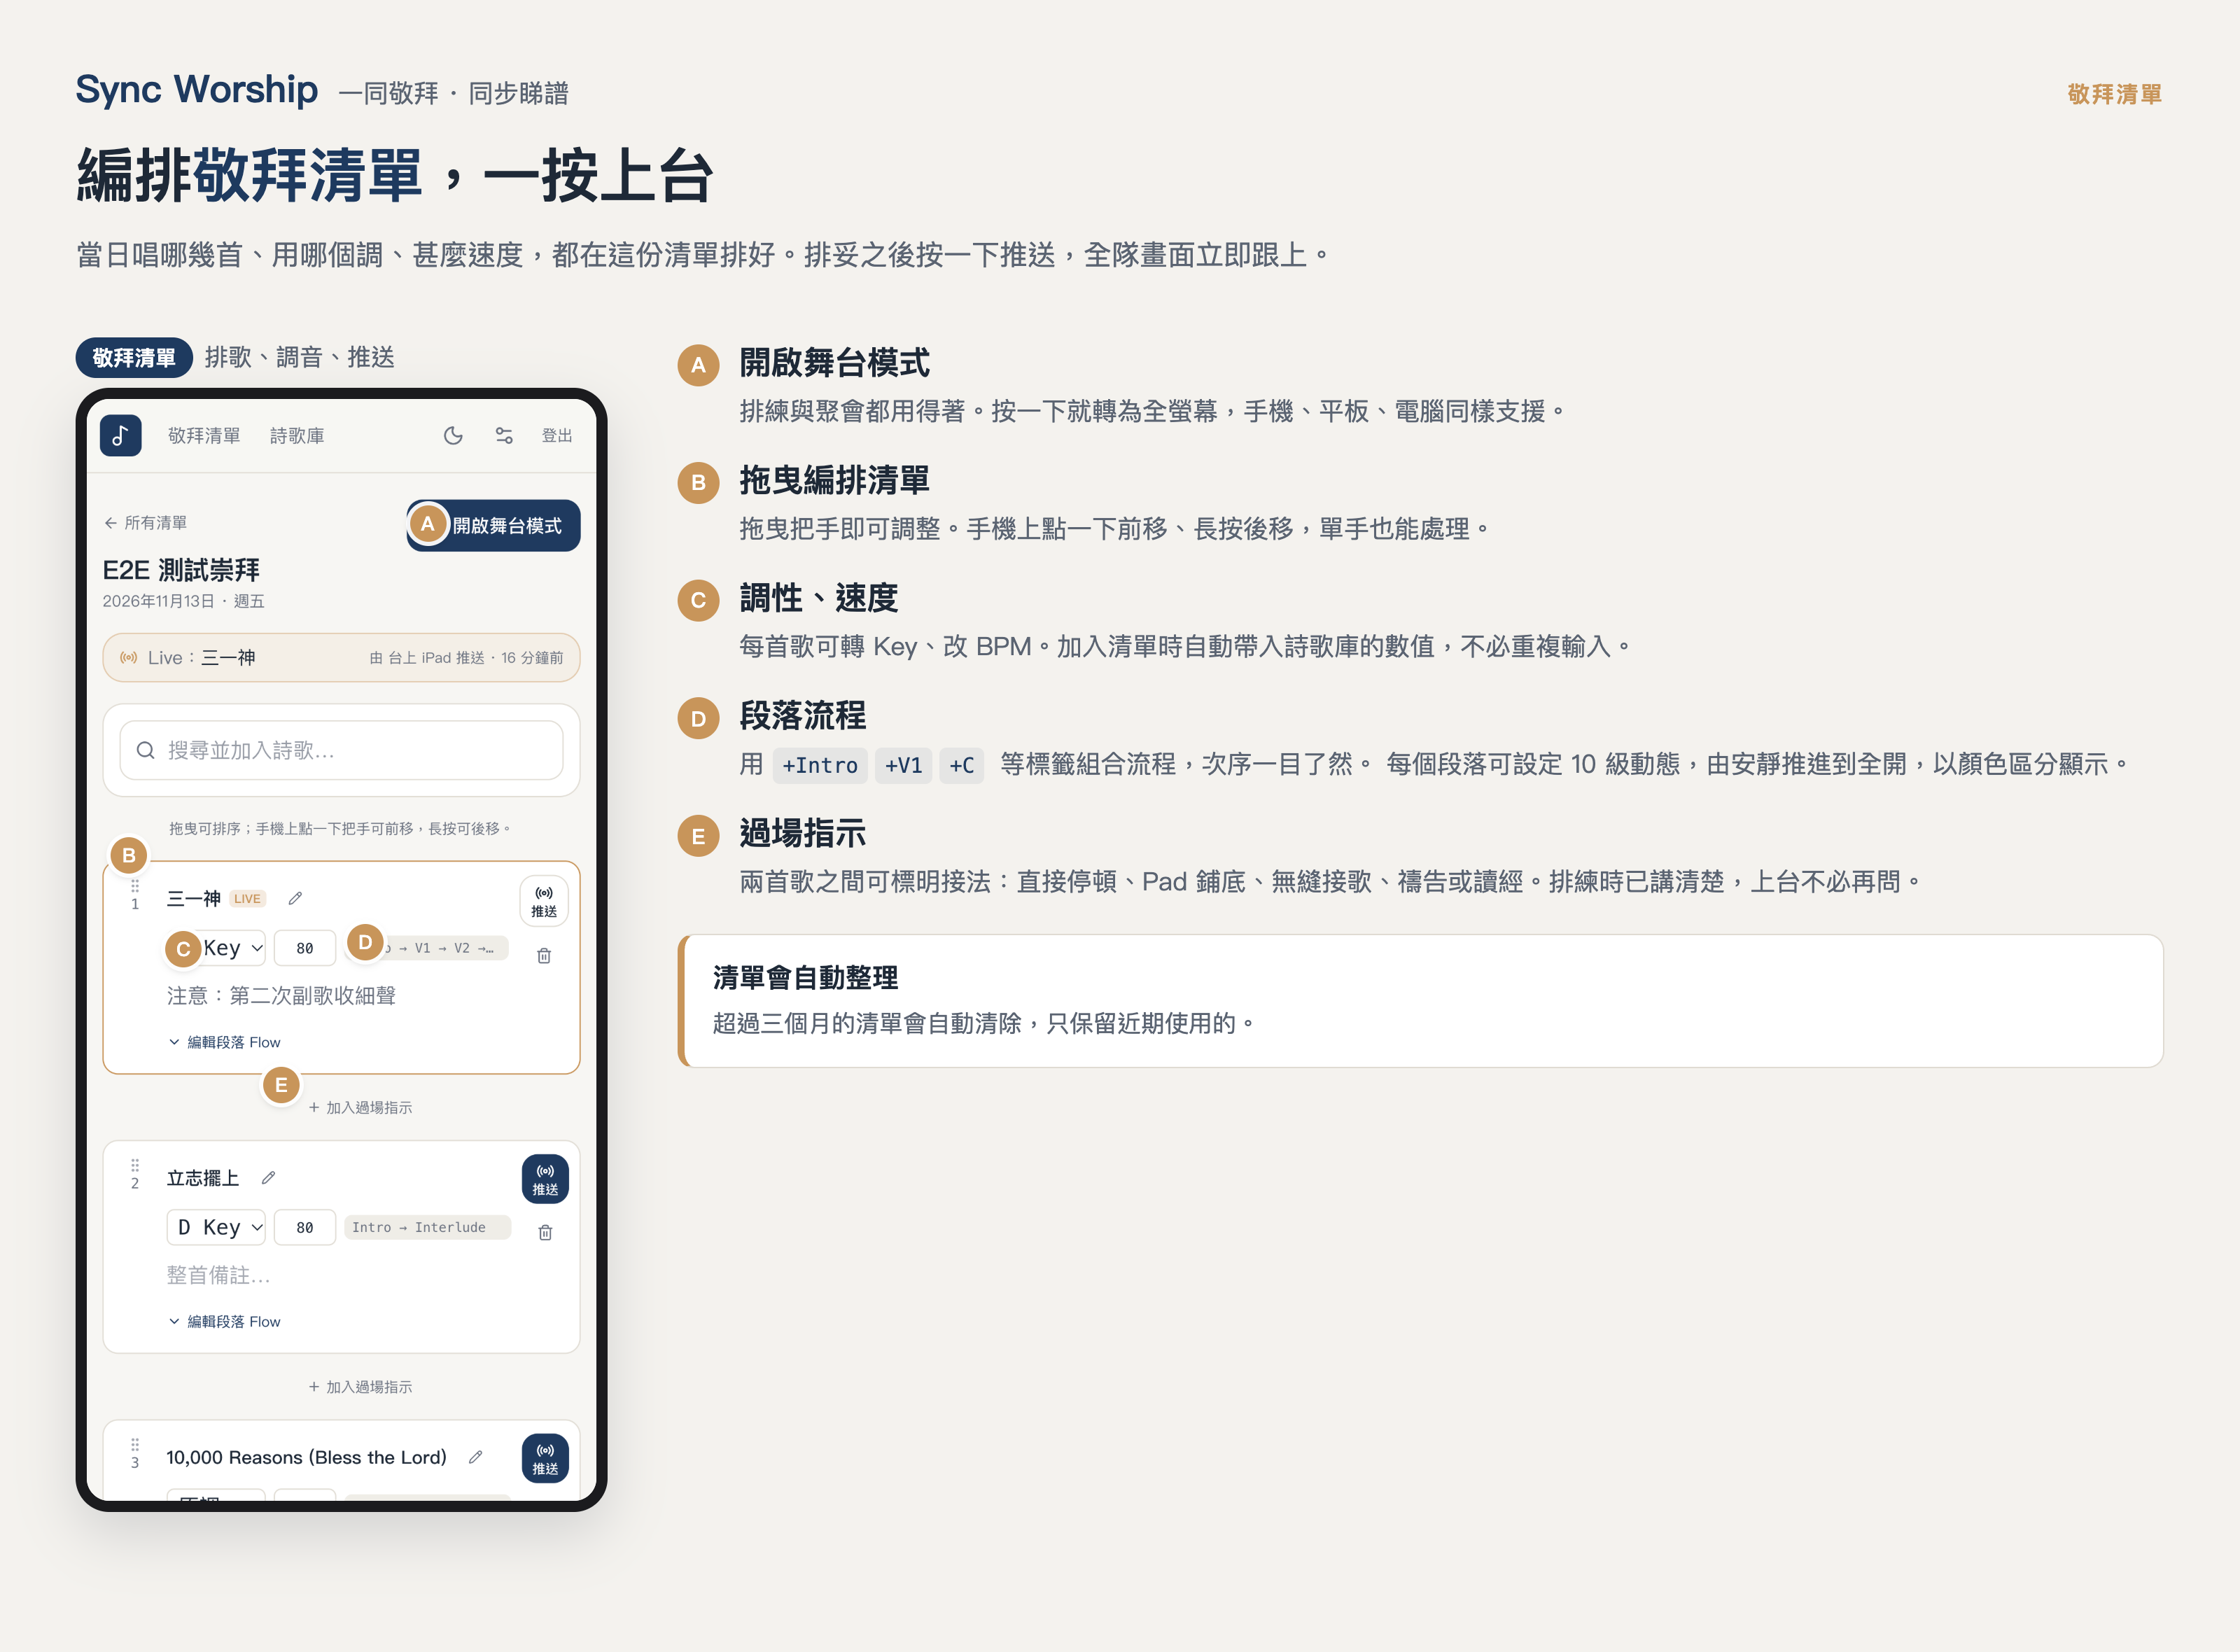 Sync Worship 一同敬拜・同步睇譜
敬拜清單
編排敬拜清單，一按上台
當日唱哪幾首、用哪個調、甚麼速度，都在這份清單排好。排妥之後按一下推送，全隊畫面立即跟上。
敬拜清單 排歌、調音、推送
敬拜清單 詩歌庫 登出
← 所有清單
A 開啟舞台模式
E2E 測試崇拜
2026年11月13日・週五
Live：三一神 由 台上 iPad 推送・16 分鐘前
搜尋並加入詩歌…
拖曳可排序；手機上點一下把手可前移，長按可後移。
B
1 三一神 LIVE 推送
C Key 80 D → V1 → V2 →…
注意：第二次副歌收細聲
編輯段落 Flow
E
+ 加入過場指示
2 立志擺上 推送
D Key 80 Intro → Interlude
整首備註…
編輯段落 Flow
+ 加入過場指示
3 10,000 Reasons (Bless the Lord) 推送
A 開啟舞台模式
排練與聚會都用得著。按一下就轉為全螢幕，手機、平板、電腦同樣支援。
B 拖曳編排清單
拖曳把手即可調整。手機上點一下前移、長按後移，單手也能處理。
C 調性、速度
每首歌可轉 Key、改 BPM。加入清單時自動帶入詩歌庫的數值，不必重複輸入。
D 段落流程
用 +Intro +V1 +C 等標籤組合流程，次序一目了然。 每個段落可設定 10 級動態，由安靜推進到全開，以顏色區分顯示。
E 過場指示
兩首歌之間可標明接法：直接停頓、Pad 鋪底、無縫接歌、禱告或讀經。排練時已講清楚，上台不必再問。
清單會自動整理
超過三個月的清單會自動清除，只保留近期使用的。